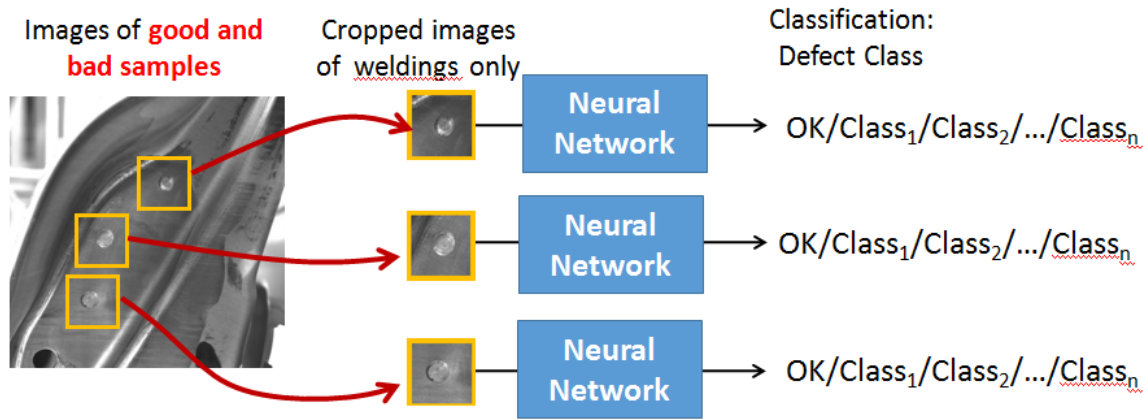 Images of good and
bad samples
Cropped images
of weldings only
Classification:
Defect Class
Neural
Network
OK/Class₁/Class₂/.../Classₙ
Neural
Network
OK/Class₁/Class₂/.../Classₙ
Neural
Network
OK/Class₁/Class₂/.../Classₙ